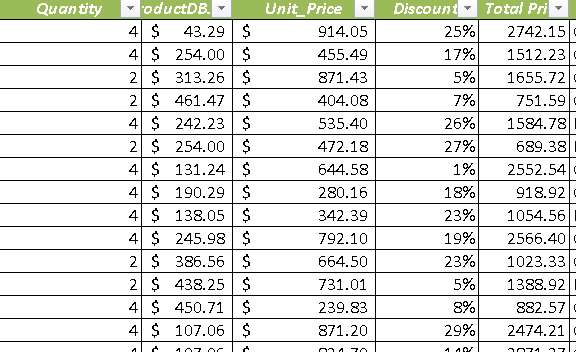 Quantity roductDB. Unit_Price Discount Total Pri
4 $ 43.29 $ 914.05 25% 2742.15
4 $ 254.00 $ 455.49 17% 1512.23
2 $ 313.26 $ 871.43 5% 1655.72
2 $ 461.47 $ 404.08 7% 751.59
4 $ 242.23 $ 535.40 26% 1584.78
2 $ 254.00 $ 472.18 27% 689.38
4 $ 131.24 $ 644.58 1% 2552.54
4 $ 190.29 $ 280.16 18% 918.92
4 $ 138.05 $ 342.39 23% 1054.56
4 $ 245.98 $ 792.10 19% 2566.40
2 $ 386.56 $ 664.50 23% 1023.33
2 $ 438.25 $ 731.01 5% 1388.92
4 $ 450.71 $ 239.83 8% 882.57
4 $ 107.06 $ 871.20 29% 2474.21